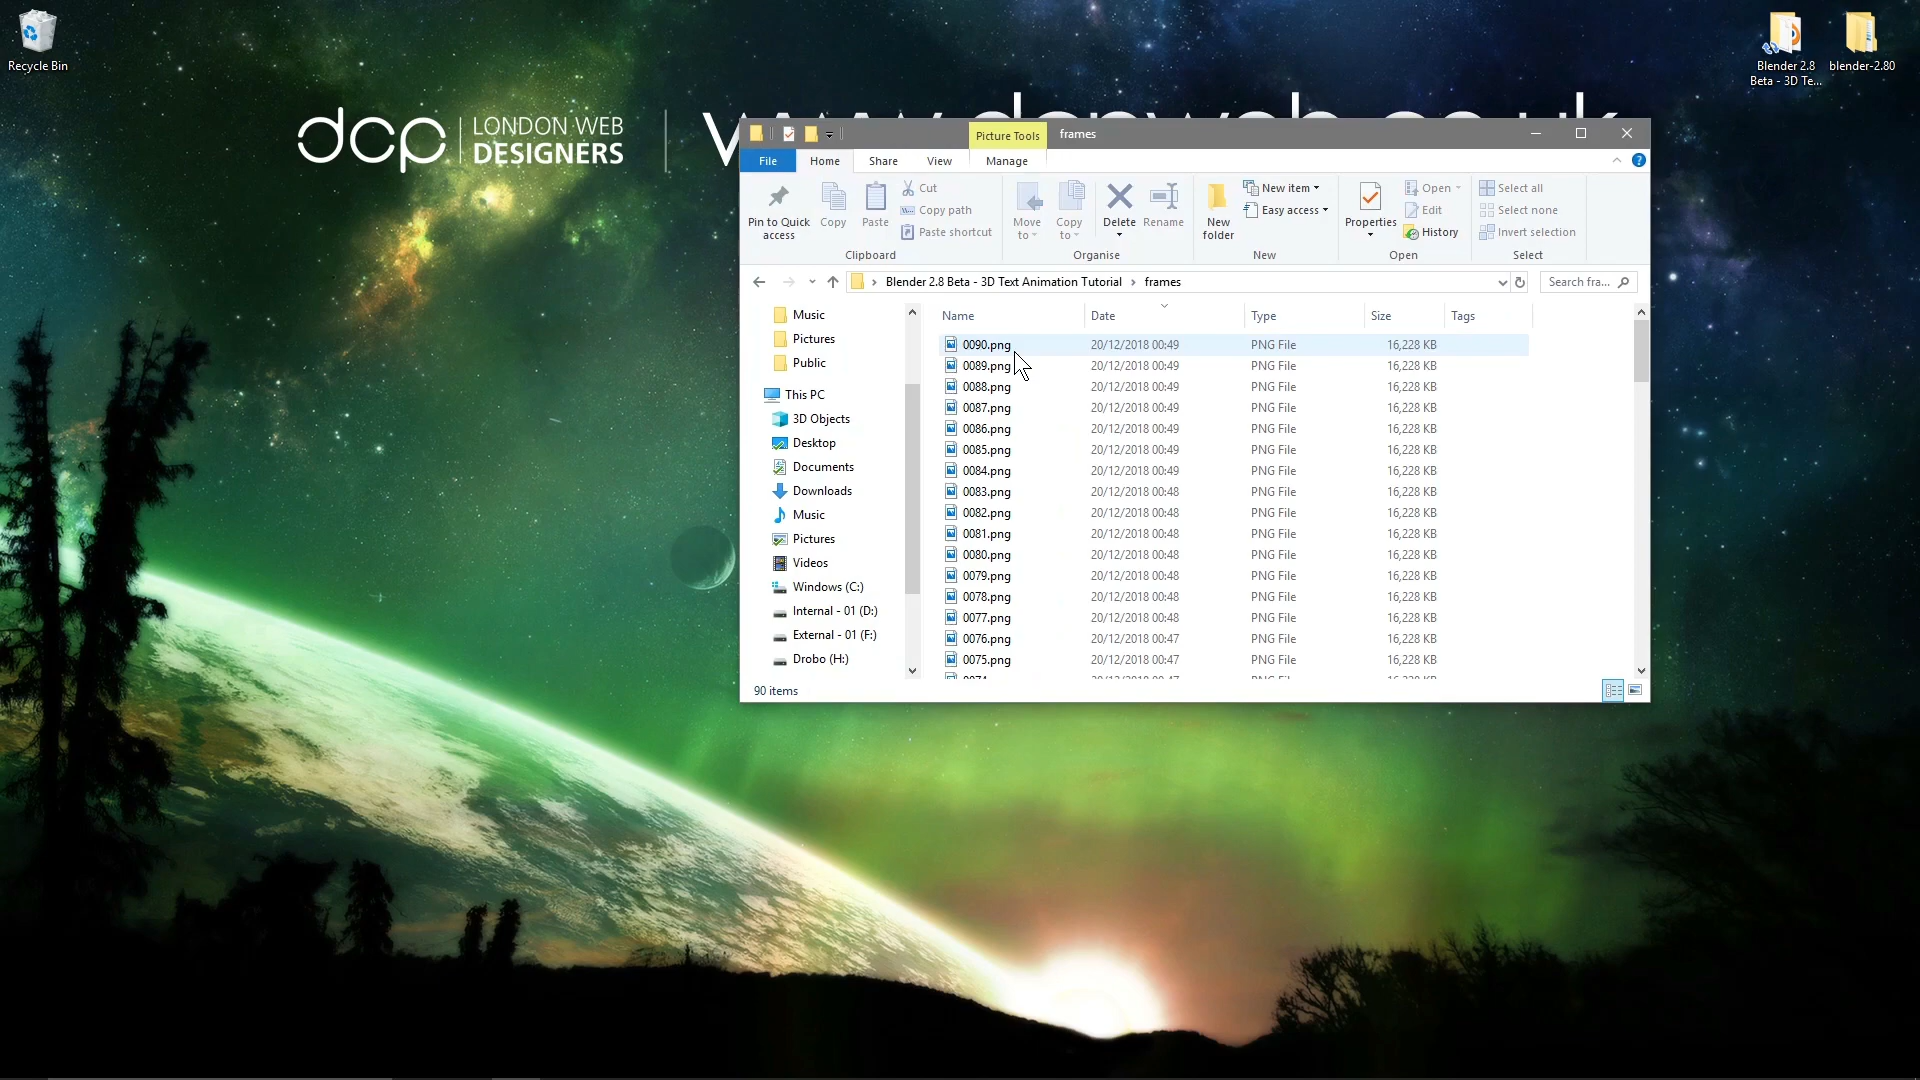 Recycle Bin
Blender 2.8
Beta - 3D Te...
blender-2.80
dcp
LONDON WEB
DESIGNERS
Picture Tools
frames
File
Home
Share
View
Manage
Pin to Quick access
Copy
Paste
Cut
Copy path
Paste shortcut
Clipboard
Move to
Copy to
Delete
Rename
Organise
New folder
New item
Easy access
New
Properties
Open
Edit
History
Open
Select all
Select none
Invert selection
Select
Blender 2.8 Beta - 3D Text Animation Tutorial
frames
Search fra...
Music
Pictures
Public
This PC
3D Objects
Desktop
Documents
Downloads
Music
Pictures
Videos
Windows (C:)
Internal - 01 (D:)
External - 01 (F:)
Drobo (H:)
Name Date Type Size Tags
0090.png 20/12/2018 00:49 PNG File 16,228 KB
0089.png 20/12/2018 00:49 PNG File 16,228 KB
0088.png 20/12/2018 00:49 PNG File 16,228 KB
0087.png 20/12/2018 00:49 PNG File 16,228 KB
0086.png 20/12/2018 00:49 PNG File 16,228 KB
0085.png 20/12/2018 00:49 PNG File 16,228 KB
0084.png 20/12/2018 00:49 PNG File 16,228 KB
0083.png 20/12/2018 00:48 PNG File 16,228 KB
0082.png 20/12/2018 00:48 PNG File 16,228 KB
0081.png 20/12/2018 00:48 PNG File 16,228 KB
0080.png 20/12/2018 00:48 PNG File 16,228 KB
0079.png 20/12/2018 00:48 PNG File 16,228 KB
0078.png 20/12/2018 00:48 PNG File 16,228 KB
0077.png 20/12/2018 00:48 PNG File 16,228 KB
0076.png 20/12/2018 00:47 PNG File 16,228 KB
0075.png 20/12/2018 00:47 PNG File 16,228 KB
90 items